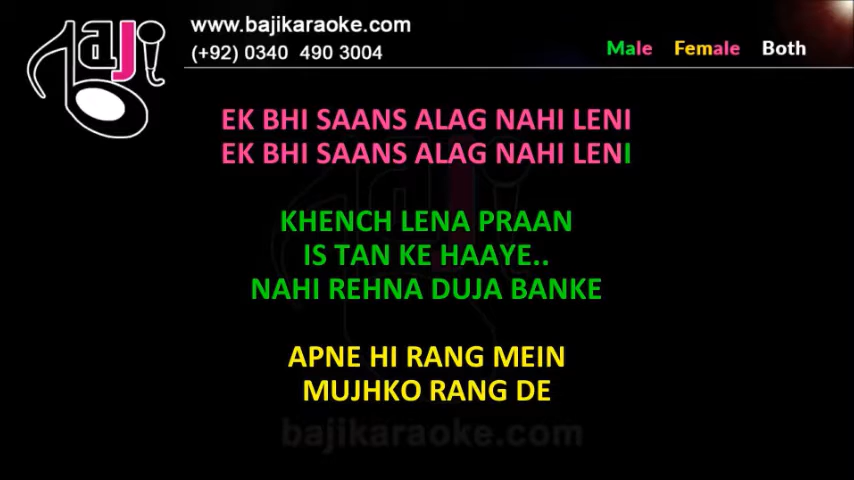 baji
www.bajikaraoke.com
(+92) 0340 490 3004
Male Female Both
EK BHI SAANS ALAG NAHI LENI
EK BHI SAANS ALAG NAHI LENI
KHENCH LENA PRAAN
IS TAN KE HAAYE..
NAHI REHNA DUJA BANKE
APNE HI RANG MEIN
MUJHKO RANG DE
bajikaraoke.com